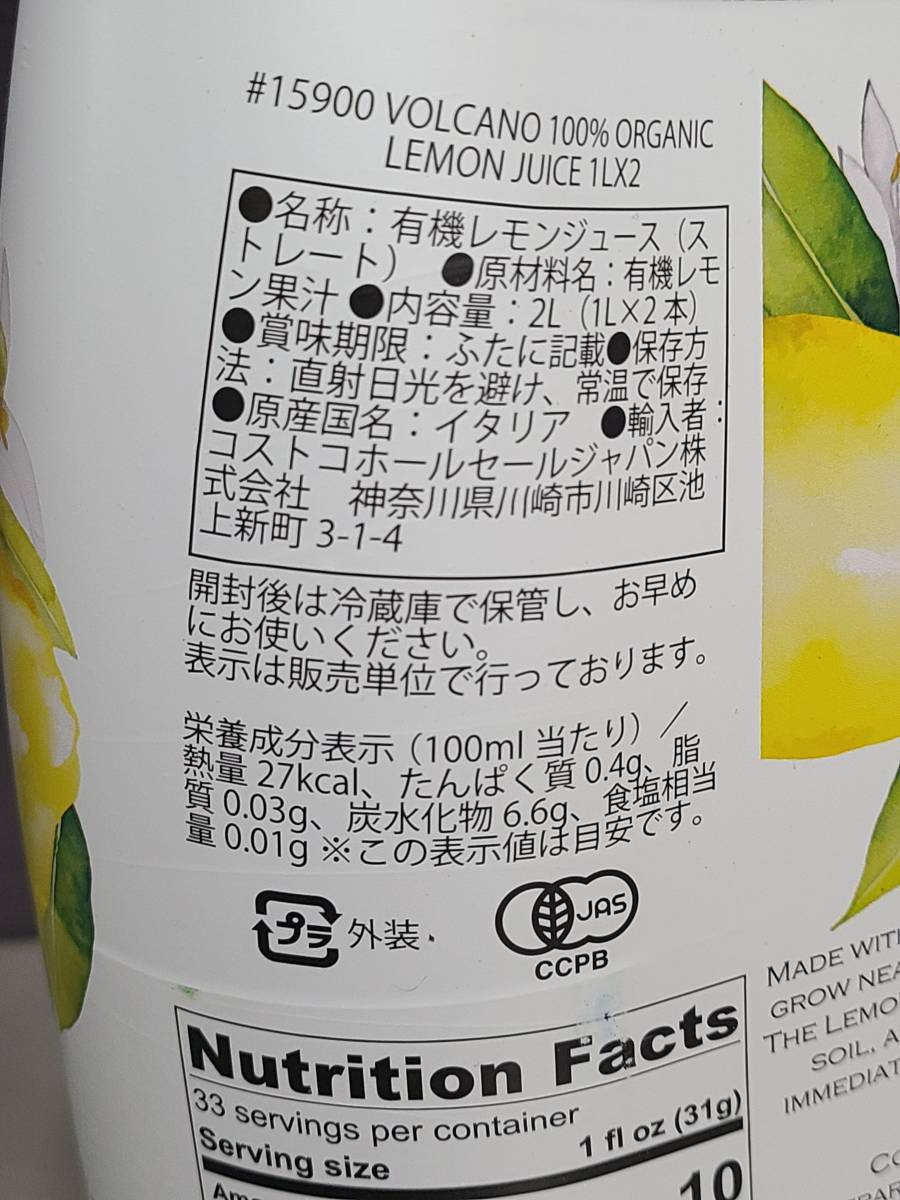 #15900 VOLCANO 100% ORGANIC
LEMON JUICE 1LX2
●名称：有機レモンジュース（ス
トレート）　●原材料名：有機レモ
ン果汁 ●内容量：2L（1L×2本）
●賞味期限：ふたに記載●保存方
法：直射日光を避け、常温で保存
●原産国名：イタリア　●輸入者：
コストコホールセールジャパン株
式会社　神奈川県川崎市川崎区池
上新町 3-1-4
開封後は冷蔵庫で保管し、お早め
にお使いください。
表示は販売単位で行っております。
栄養成分表示（100ml 当たり）／
熱量 27kcal、たんぱく質 0.4g、脂
質 0.03g、炭水化物 6.6g、食塩相当
量 0.01g ※この表示値は目安です。
プラ 外装
JAS
CCPB
Nutrition Facts
33 servings per container
Serving size 1 fl oz (31g)
10
MADE WITH
GROW NEA
THE LEMO
SOIL, A
IMMEDIAT